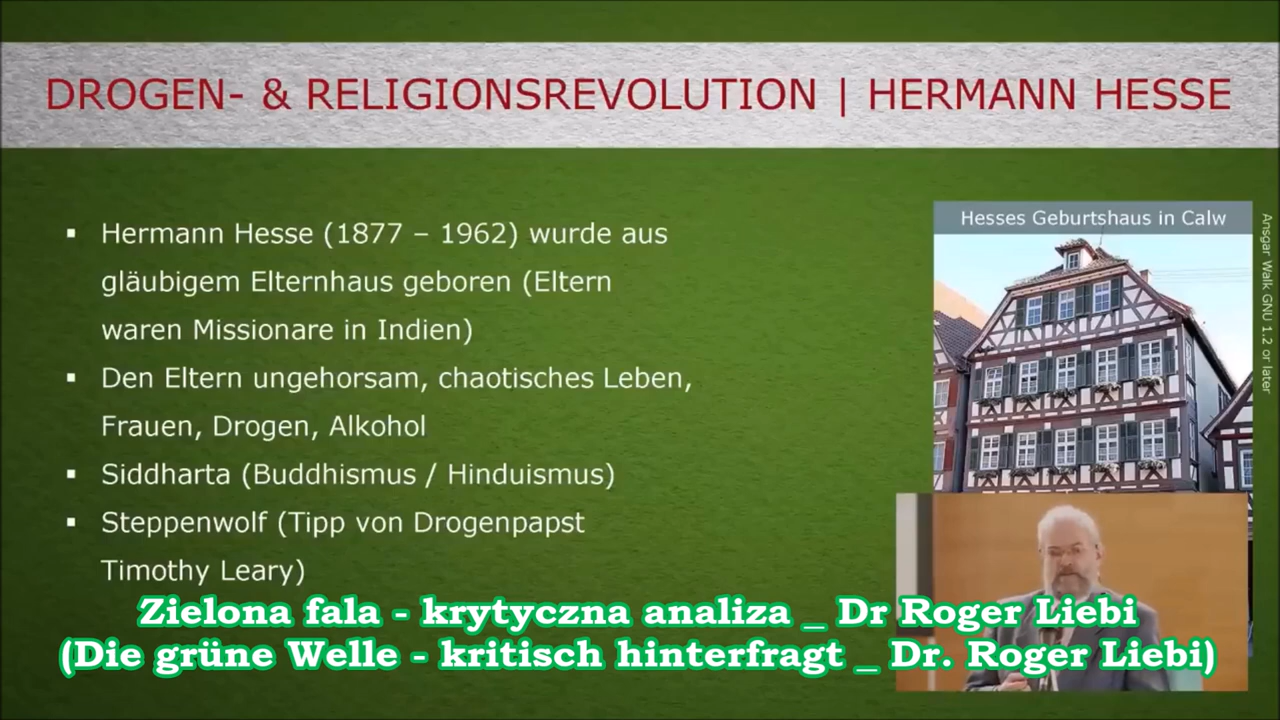 DROGEN- & RELIGIONSREVOLUTION | HERMANN HESSE
▪ Hermann Hesse (1877 – 1962) wurde aus
gläubigem Elternhaus geboren (Eltern
waren Missionare in Indien)
▪ Den Eltern ungehorsam, chaotisches Leben,
Frauen, Drogen, Alkohol
▪ Siddharta (Buddhismus / Hinduismus)
▪ Steppenwolf (Tipp von Drogenpapst
Timothy Leary)
Hesses Geburtshaus in Calw
Ansgar Walk GNU 1.2 or later
Zielona fala - krytyczna analiza _ Dr Roger Liebi
(Die grüne Welle - kritisch hinterfragt _ Dr. Roger Liebi)